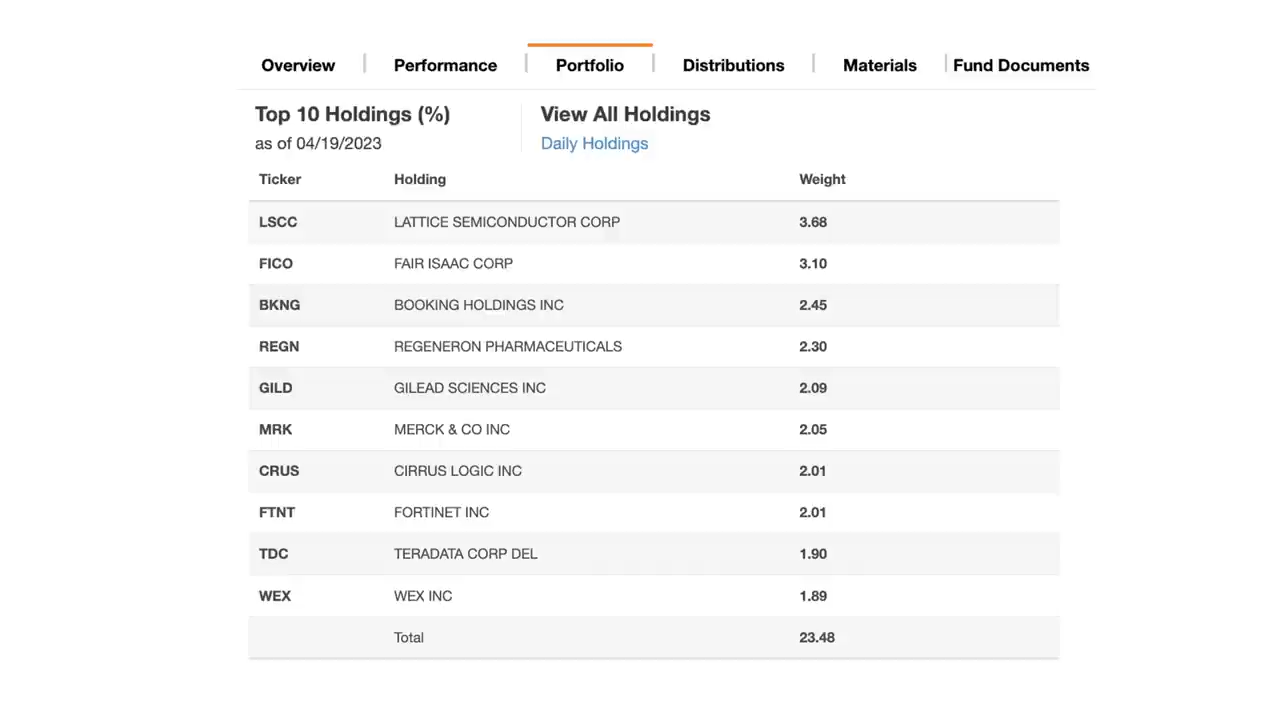 Overview | Performance | Portfolio | Distributions | Materials | Fund Documents
Top 10 Holdings (%)
as of 04/19/2023
View All Holdings
Daily Holdings
Ticker Holding Weight
LSCC LATTICE SEMICONDUCTOR CORP 3.68
FICO FAIR ISAAC CORP 3.10
BKNG BOOKING HOLDINGS INC 2.45
REGN REGENERON PHARMACEUTICALS 2.30
GILD GILEAD SCIENCES INC 2.09
MRK MERCK & CO INC 2.05
CRUS CIRRUS LOGIC INC 2.01
FTNT FORTINET INC 2.01
TDC TERADATA CORP DEL 1.90
WEX WEX INC 1.89
Total 23.48